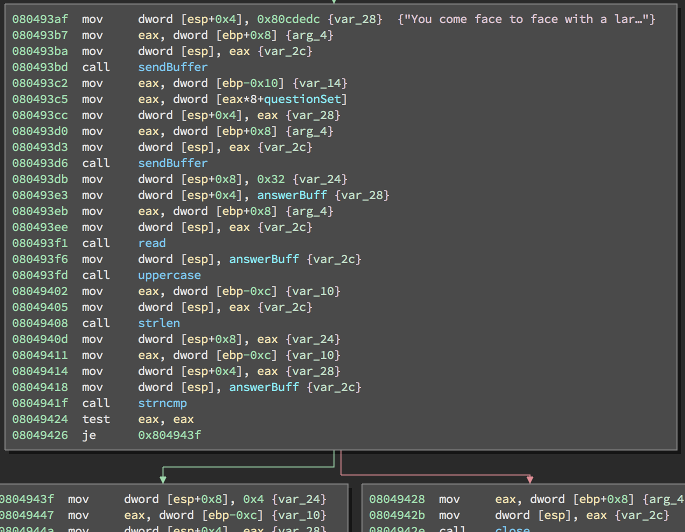 080493af mov dword [esp+0x4], 0x80cdedc {var_28} {"You come face to face with a lar…"}
080493b7 mov eax, dword [ebp+0x8] {arg_4}
080493ba mov dword [esp], eax {var_2c}
080493bd call sendBuffer
080493c2 mov eax, dword [ebp-0x10] {var_14}
080493c5 mov eax, dword [eax*8+questionSet]
080493cc mov dword [esp+0x4], eax {var_28}
080493d0 mov eax, dword [ebp+0x8] {arg_4}
080493d3 mov dword [esp], eax {var_2c}
080493d6 call sendBuffer
080493db mov dword [esp+0x8], 0x32 {var_24}
080493e3 mov dword [esp+0x4], answerBuff {var_28}
080493eb mov eax, dword [ebp+0x8] {arg_4}
080493ee mov dword [esp], eax {var_2c}
080493f1 call read
080493f6 mov dword [esp], answerBuff {var_2c}
080493fd call uppercase
08049402 mov eax, dword [ebp-0xc] {var_10}
08049405 mov dword [esp], eax {var_2c}
08049408 call strlen
0804940d mov dword [esp+0x8], eax {var_24}
08049411 mov eax, dword [ebp-0xc] {var_10}
08049414 mov dword [esp+0x4], eax {var_28}
08049418 mov dword [esp], answerBuff {var_2c}
0804941f call strncmp
08049424 test eax, eax
08049426 je 0x804943f
0804943f mov dword [esp+0x8], 0x4 {var_24}
08049447 mov eax, dword [ebp-0xc] {var_10}
0804944a mov dword [esp+0x4], eax {var_28}
08049428 mov eax, dword [ebp+0x8] {arg_4
0804942b mov dword [esp], eax {var_2c}
0804942e call close